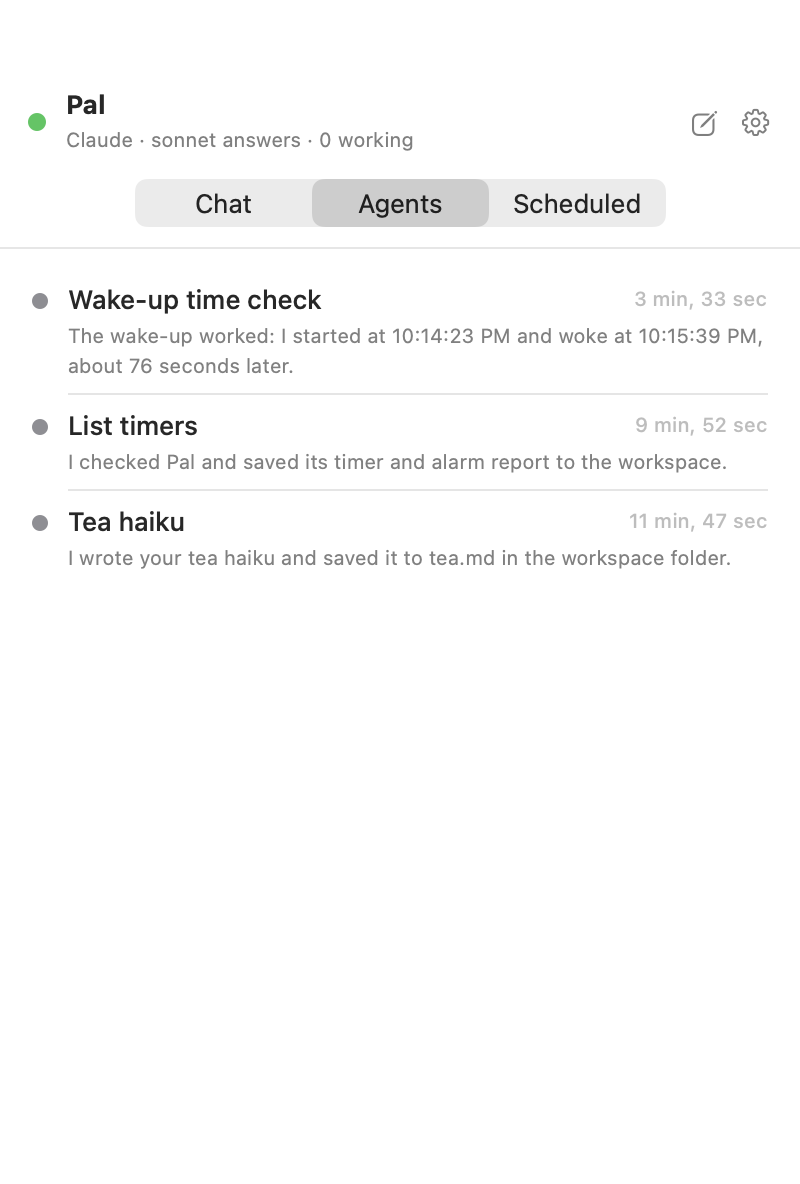 Pal
Claude · sonnet answers · 0 working
Chat
Agents
Scheduled
Wake-up time check
3 min, 33 sec
The wake-up worked: I started at 10:14:23 PM and woke at 10:15:39 PM,
about 76 seconds later.
List timers
9 min, 52 sec
I checked Pal and saved its timer and alarm report to the workspace.
Tea haiku
11 min, 47 sec
I wrote your tea haiku and saved it to tea.md in the workspace folder.